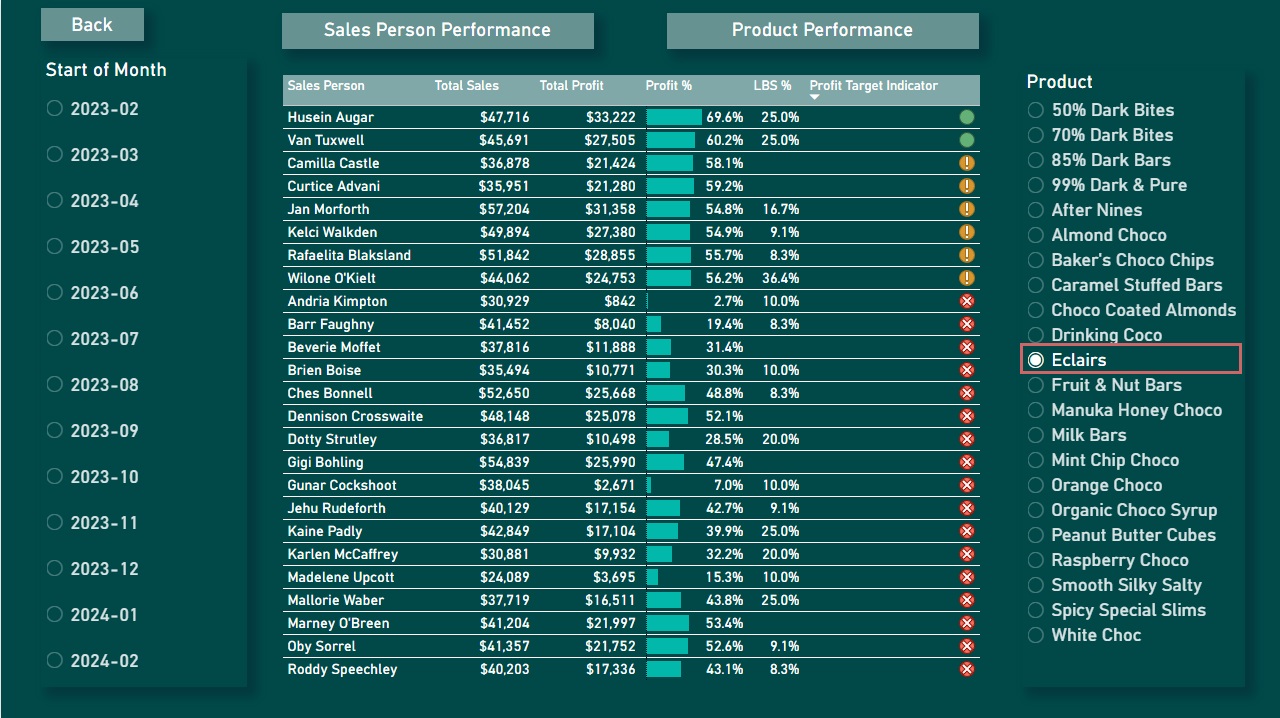 Back
Sales Person Performance
Product Performance
Start of Month
2023-02
2023-03
2023-04
2023-05
2023-06
2023-07
2023-08
2023-09
2023-10
2023-11
2023-12
2024-01
2024-02
Sales Person Total Sales Total Profit Profit % LBS % Profit Target Indicator
Husein Augar $47,716 $33,222 69.6% 25.0%
Van Tuxwell $45,691 $27,505 60.2% 25.0%
Camilla Castle $36,878 $21,424 58.1%
Curtice Advani $35,951 $21,280 59.2%
Jan Morforth $57,204 $31,358 54.8% 16.7%
Kelci Walkden $49,894 $27,380 54.9% 9.1%
Rafaelita Blaksland $51,842 $28,855 55.7% 8.3%
Wilone O'Kielt $44,062 $24,753 56.2% 36.4%
Andria Kimpton $30,929 $842 2.7% 10.0%
Barr Faughny $41,452 $8,040 19.4% 8.3%
Beverie Moffet $37,816 $11,888 31.4%
Brien Boise $35,494 $10,771 30.3% 10.0%
Ches Bonnell $52,650 $25,668 48.8% 8.3%
Dennison Crosswaite $48,148 $25,078 52.1%
Dotty Strutley $36,817 $10,498 28.5% 20.0%
Gigi Bohling $54,839 $25,990 47.4%
Gunar Cockshoot $38,045 $2,671 7.0% 10.0%
Jehu Rudeforth $40,129 $17,154 42.7% 9.1%
Kaine Padly $42,849 $17,104 39.9% 25.0%
Karlen McCaffrey $30,881 $9,932 32.2% 20.0%
Madelene Upcott $24,089 $3,695 15.3% 10.0%
Mallorie Waber $37,719 $16,511 43.8% 25.0%
Marney O'Breen $41,204 $21,997 53.4%
Oby Sorrel $41,357 $21,752 52.6% 9.1%
Roddy Speechley $40,203 $17,336 43.1% 8.3%
Product
50% Dark Bites
70% Dark Bites
85% Dark Bars
99% Dark & Pure
After Nines
Almond Choco
Baker's Choco Chips
Caramel Stuffed Bars
Choco Coated Almonds
Drinking Coco
Eclairs
Fruit & Nut Bars
Manuka Honey Choco
Milk Bars
Mint Chip Choco
Orange Choco
Organic Choco Syrup
Peanut Butter Cubes
Raspberry Choco
Smooth Silky Salty
Spicy Special Slims
White Choc